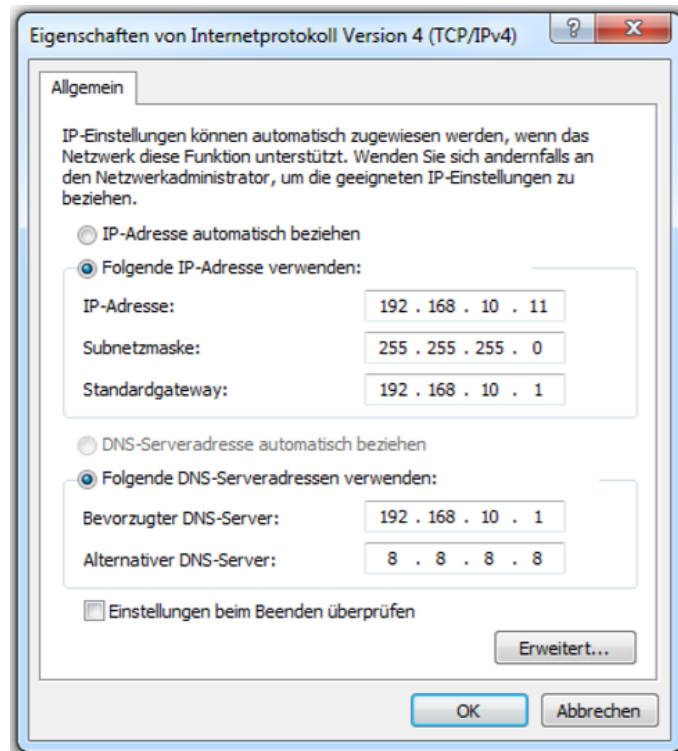 Eigenschaften von Internetprotokoll Version 4 (TCP/IPv4)
Allgemein
IP-Einstellungen können automatisch zugewiesen werden, wenn das
Netzwerk diese Funktion unterstützt. Wenden Sie sich andernfalls an
den Netzwerkadministrator, um die geeigneten IP-Einstellungen zu
beziehen.
IP-Adresse automatisch beziehen
Folgende IP-Adresse verwenden:
IP-Adresse: 192 . 168 . 10 . 11
Subnetzmaske: 255 . 255 . 255 . 0
Standardgateway: 192 . 168 . 10 . 1
DNS-Serveradresse automatisch beziehen
Folgende DNS-Serveradressen verwenden:
Bevorzugter DNS-Server: 192 . 168 . 10 . 1
Alternativer DNS-Server: 8 . 8 . 8 . 8
Einstellungen beim Beenden überprüfen
Erweitert...
OK Abbrechen